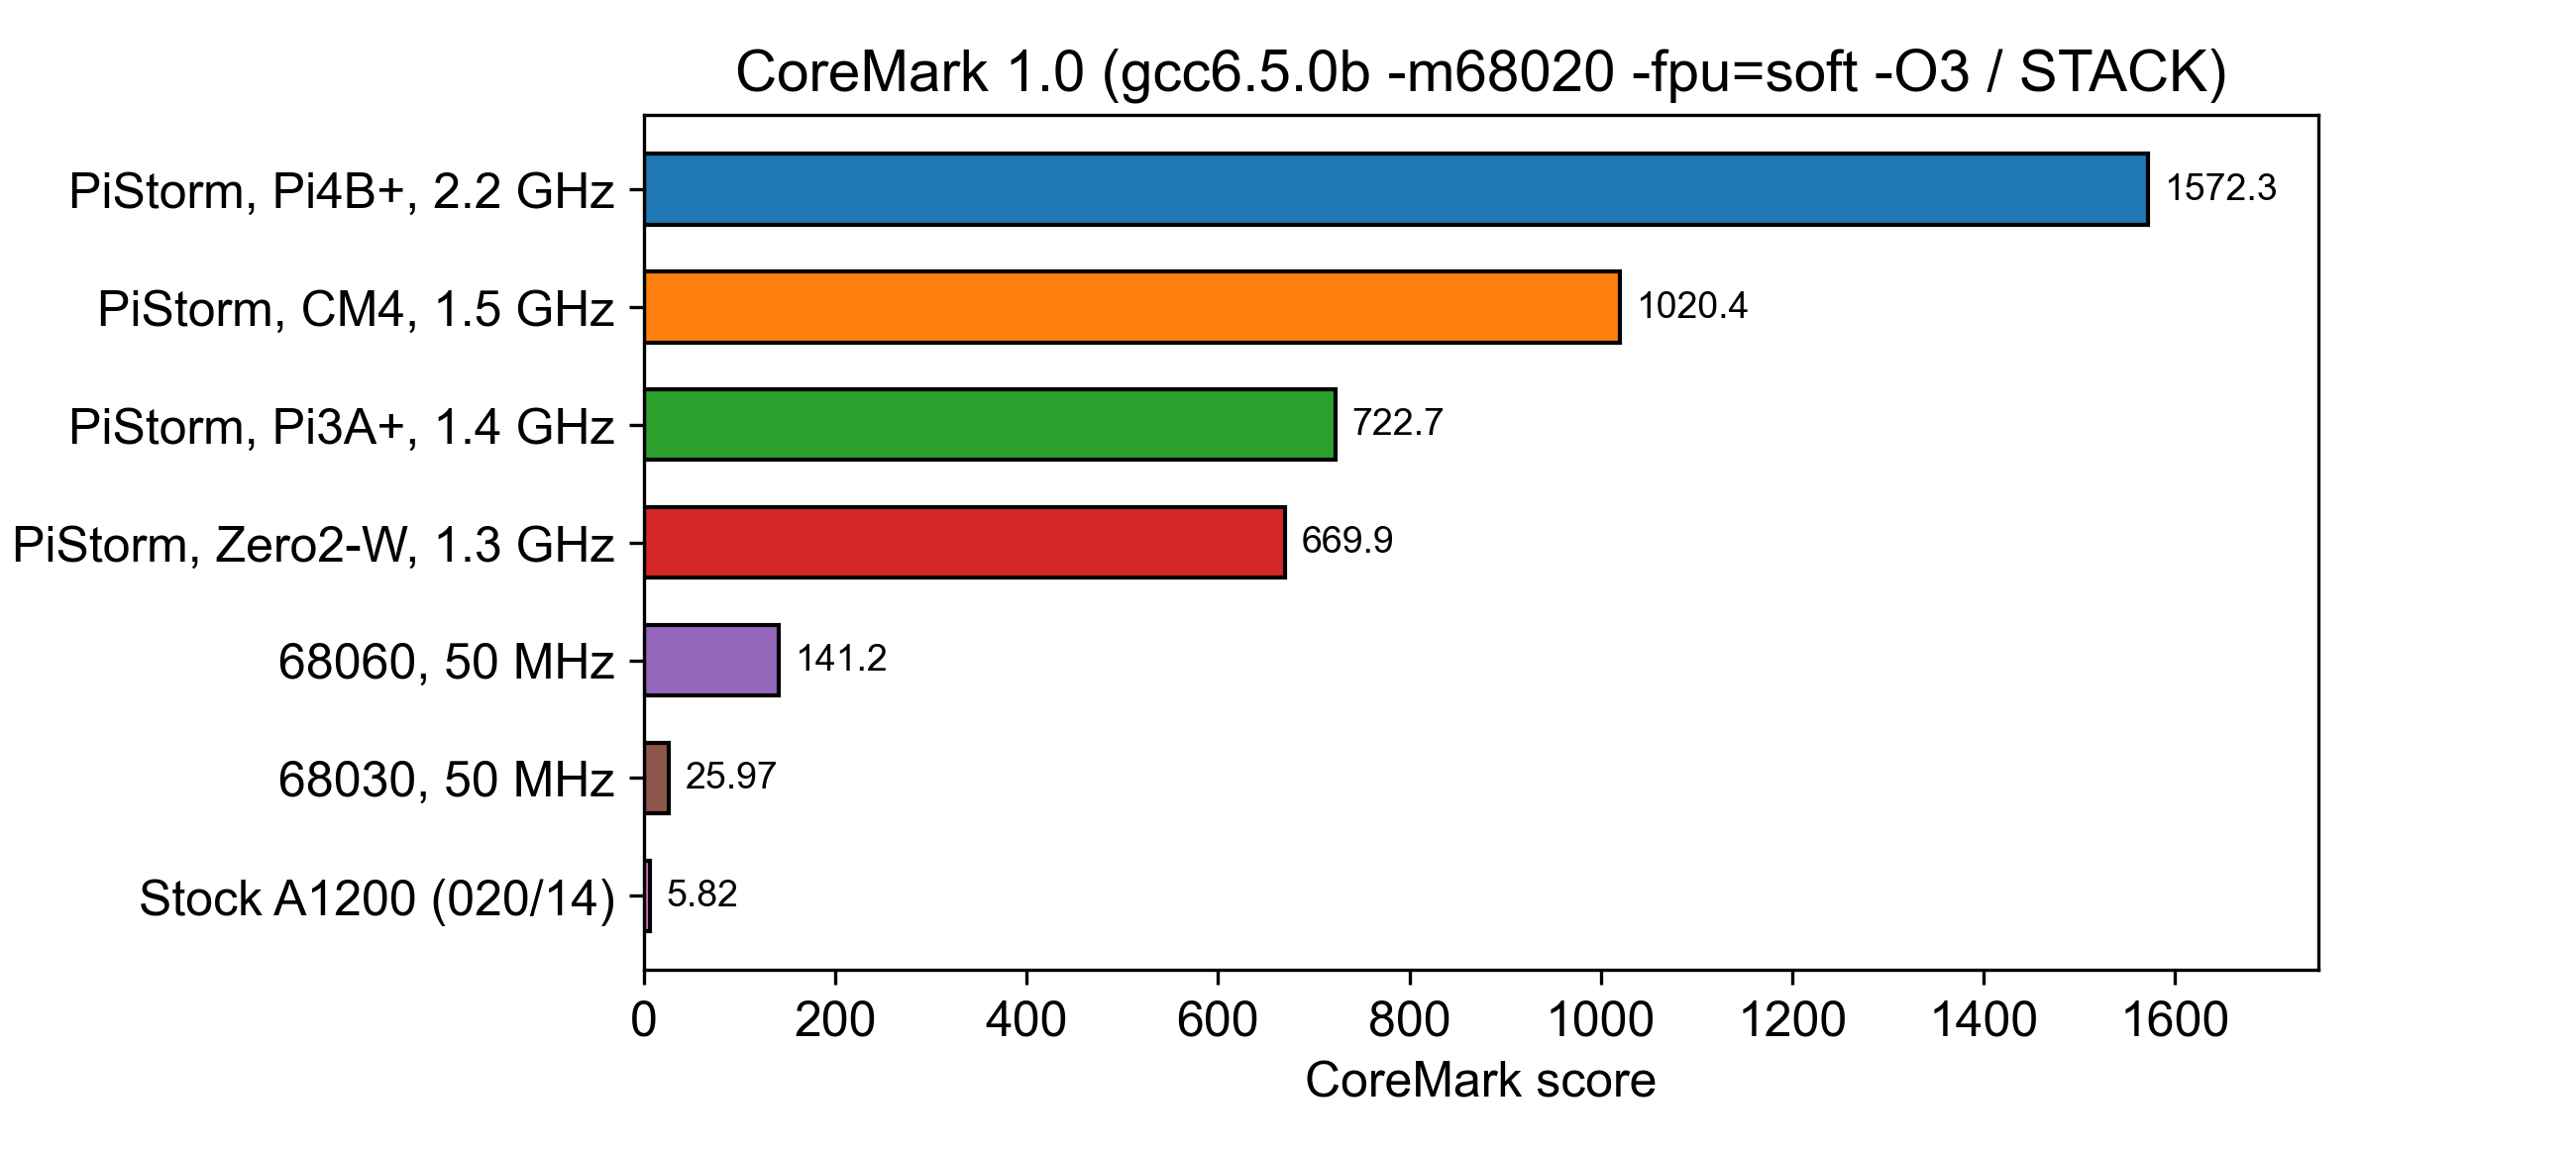 CoreMark 1.0 (gcc6.5.0b -m68020 -fpu=soft -O3 / STACK)
PiStorm, Pi4B+, 2.2 GHz
1572.3
PiStorm, CM4, 1.5 GHz
1020.4
PiStorm, Pi3A+, 1.4 GHz
722.7
PiStorm, Zero2-W, 1.3 GHz
669.9
68060, 50 MHz
141.2
68030, 50 MHz
25.97
Stock A1200 (020/14)
5.82
0 200 400 600 800 1000 1200 1400 1600
CoreMark score